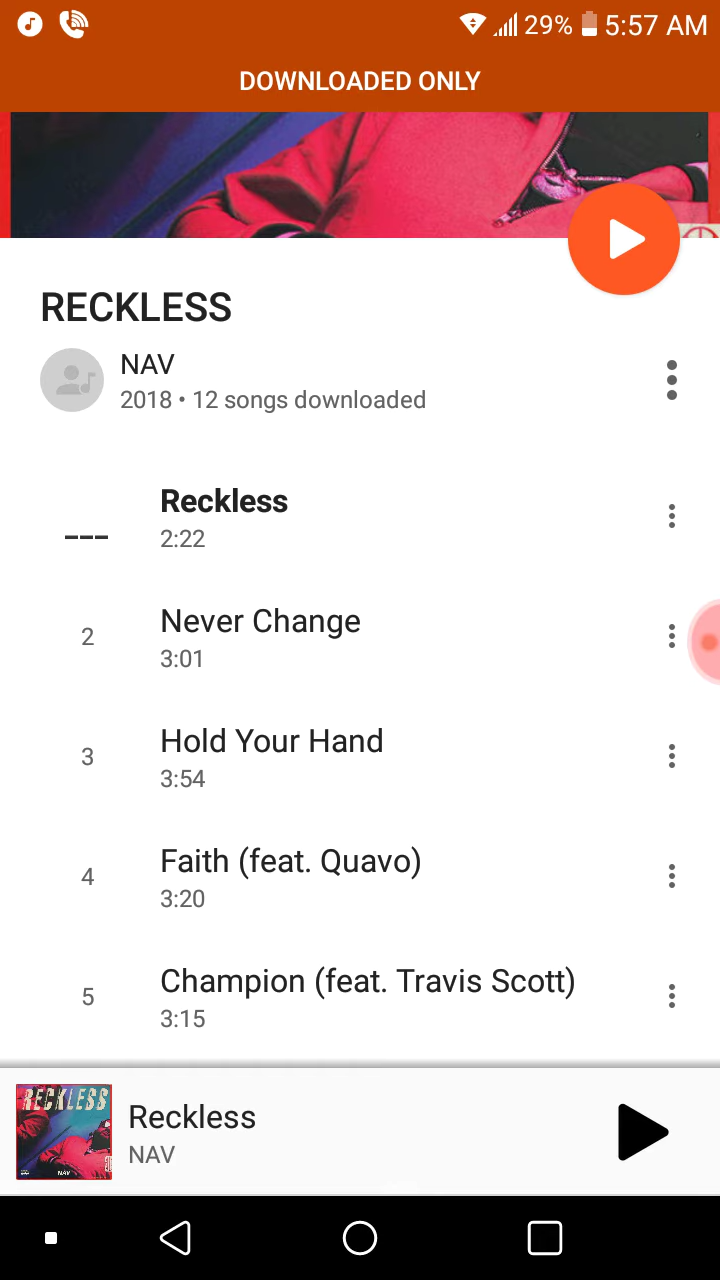 29% 5:57 AM
DOWNLOADED ONLY
RECKLESS
NAV
2018 • 12 songs downloaded
Reckless
2:22
2
Never Change
3:01
3
Hold Your Hand
3:54
4
Faith (feat. Quavo)
3:20
5
Champion (feat. Travis Scott)
3:15
RECKLESS
NAV
Reckless
NAV